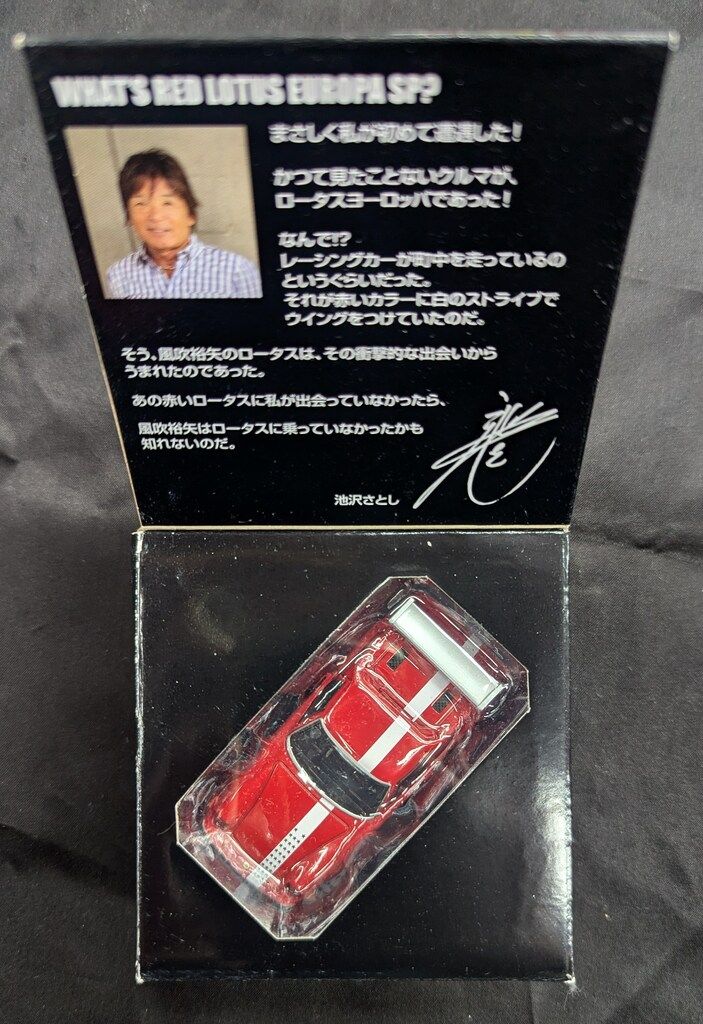 WHAT'S RED LOTUS EUROPA SP?
まさしく私が初めて遭遇した！
かつて見たことないクルマが、
ロータスヨーロッパであった！
なんで!?
レーシングカーが町中を走っているの
というぐらいだった。
それが赤いカラーに白のストライプで
ウイングをつけていたのだ。
そう、風吹裕矢のロータスは、その衝撃的な出会いから
うまれたのであった。
あの赤いロータスに私が出会っていなかったら、
風吹裕矢はロータスに乗っていなかったかも
知れないのだ。
池沢さとし